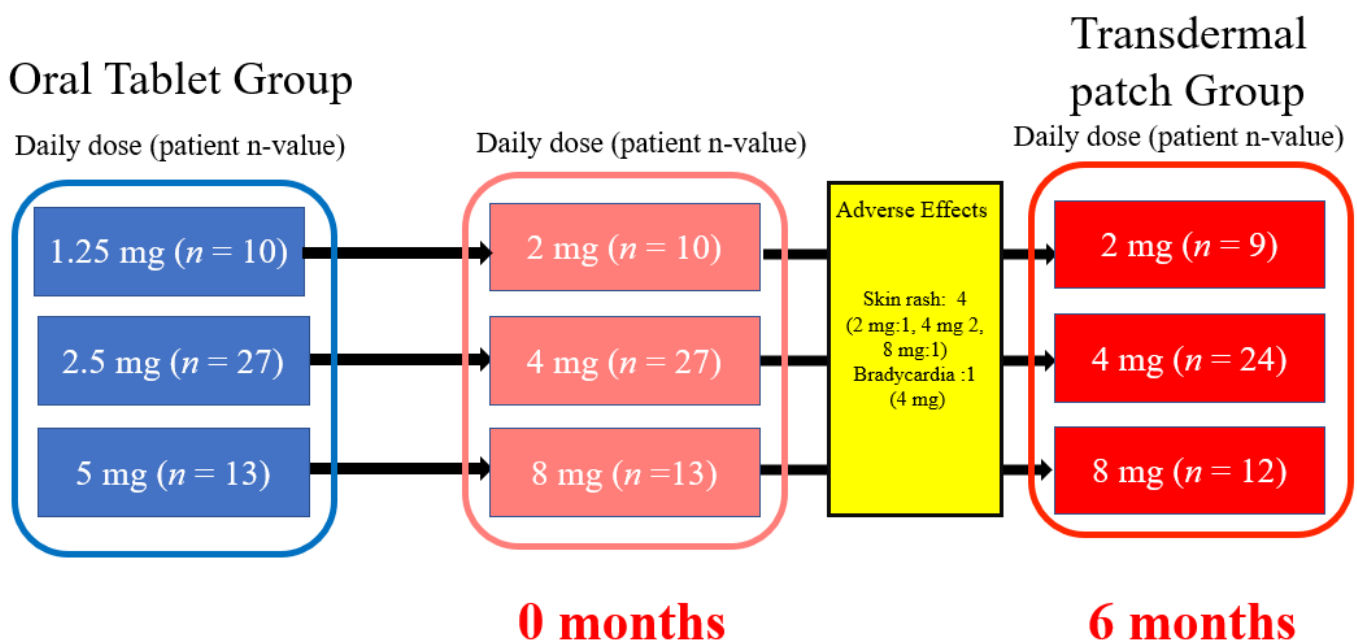 Oral Tablet Group
Daily dose (patient n-value)
1.25 mg (n = 10)
2.5 mg (n = 27)
5 mg (n = 13)
Daily dose (patient n-value)
2 mg (n = 10)
4 mg (n = 27)
8 mg (n =13)
0 months
Adverse Effects
Skin rash: 4
(2 mg:1, 4 mg 2,
8 mg:1)
Bradycardia :1
(4 mg)
Transdermal
patch Group
Daily dose (patient n-value)
2 mg (n = 9)
4 mg (n = 24)
8 mg (n = 12)
6 months